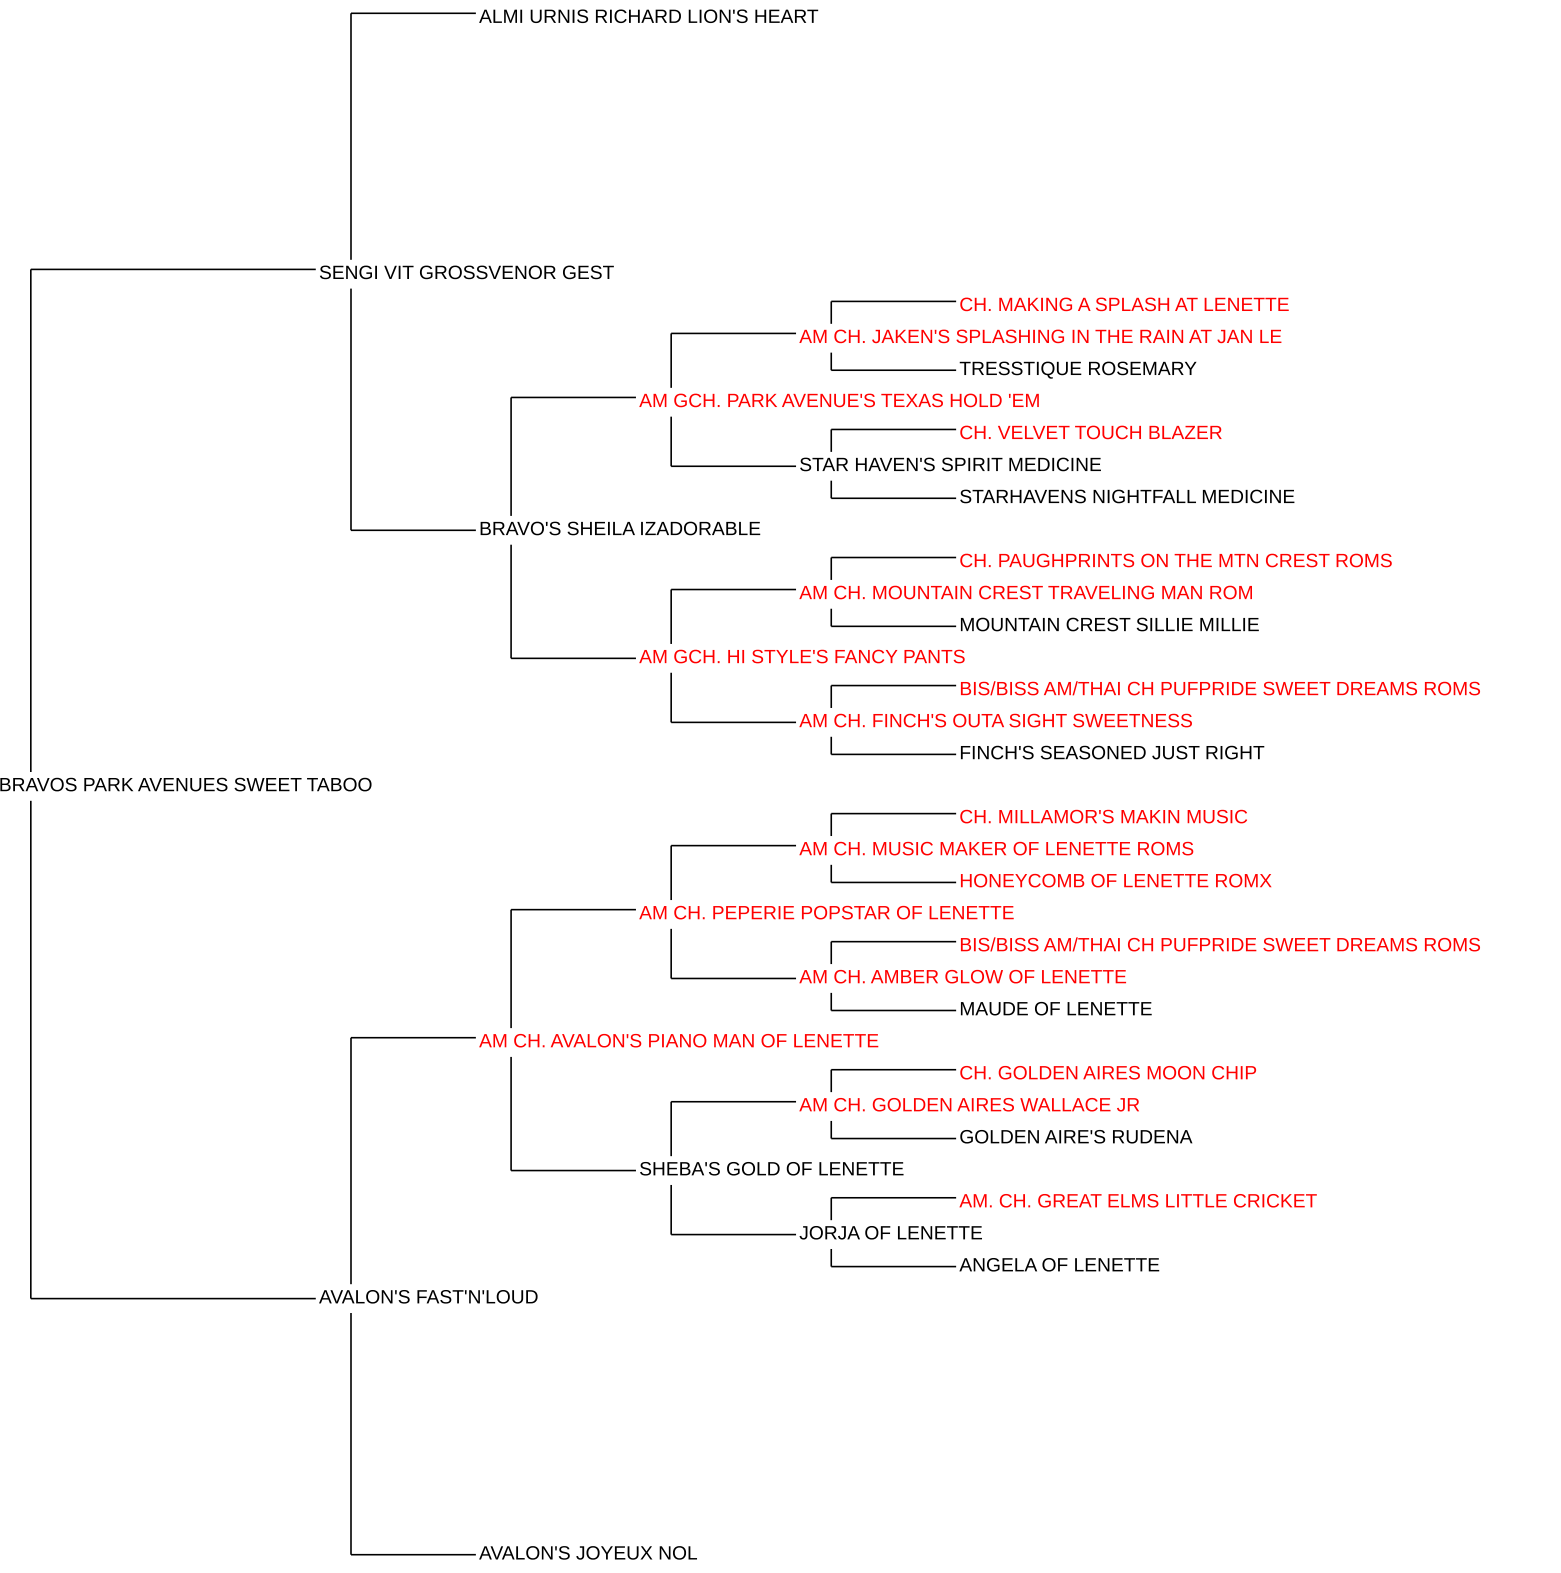 ALMI URNIS RICHARD LION'S HEART
SENGI VIT GROSSVENOR GEST
CH. MAKING A SPLASH AT LENETTE
AM CH. JAKEN'S SPLASHING IN THE RAIN AT JAN LE
TRESSTIQUE ROSEMARY
AM GCH. PARK AVENUE'S TEXAS HOLD 'EM
CH. VELVET TOUCH BLAZER
STAR HAVEN'S SPIRIT MEDICINE
STARHAVENS NIGHTFALL MEDICINE
BRAVO'S SHEILA IZADORABLE
CH. PAUGHPRINTS ON THE MTN CREST ROMS
AM CH. MOUNTAIN CREST TRAVELING MAN ROM
MOUNTAIN CREST SILLIE MILLIE
AM GCH. HI STYLE'S FANCY PANTS
BIS/BISS AM/THAI CH PUFPRIDE SWEET DREAMS ROMS
AM CH. FINCH'S OUTA SIGHT SWEETNESS
FINCH'S SEASONED JUST RIGHT
BRAVOS PARK AVENUES SWEET TABOO
CH. MILLAMOR'S MAKIN MUSIC
AM CH. MUSIC MAKER OF LENETTE ROMS
HONEYCOMB OF LENETTE ROMX
AM CH. PEPERIE POPSTAR OF LENETTE
BIS/BISS AM/THAI CH PUFPRIDE SWEET DREAMS ROMS
AM CH. AMBER GLOW OF LENETTE
MAUDE OF LENETTE
AM CH. AVALON'S PIANO MAN OF LENETTE
CH. GOLDEN AIRES MOON CHIP
AM CH. GOLDEN AIRES WALLACE JR
GOLDEN AIRE'S RUDENA
SHEBA'S GOLD OF LENETTE
AM. CH. GREAT ELMS LITTLE CRICKET
JORJA OF LENETTE
ANGELA OF LENETTE
AVALON'S FAST'N'LOUD
AVALON'S JOYEUX NOL